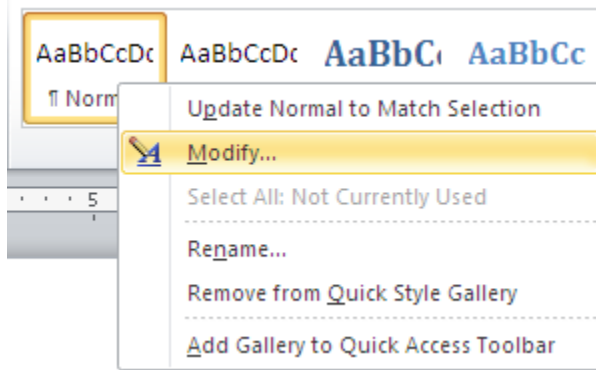 AaBbCcDc AaBbCcDc AaBbC AaBbCc
¶ Norm
Update Normal to Match Selection
Modify...
Select All: Not Currently Used
5
Rename...
Remove from Quick Style Gallery
Add Gallery to Quick Access Toolbar